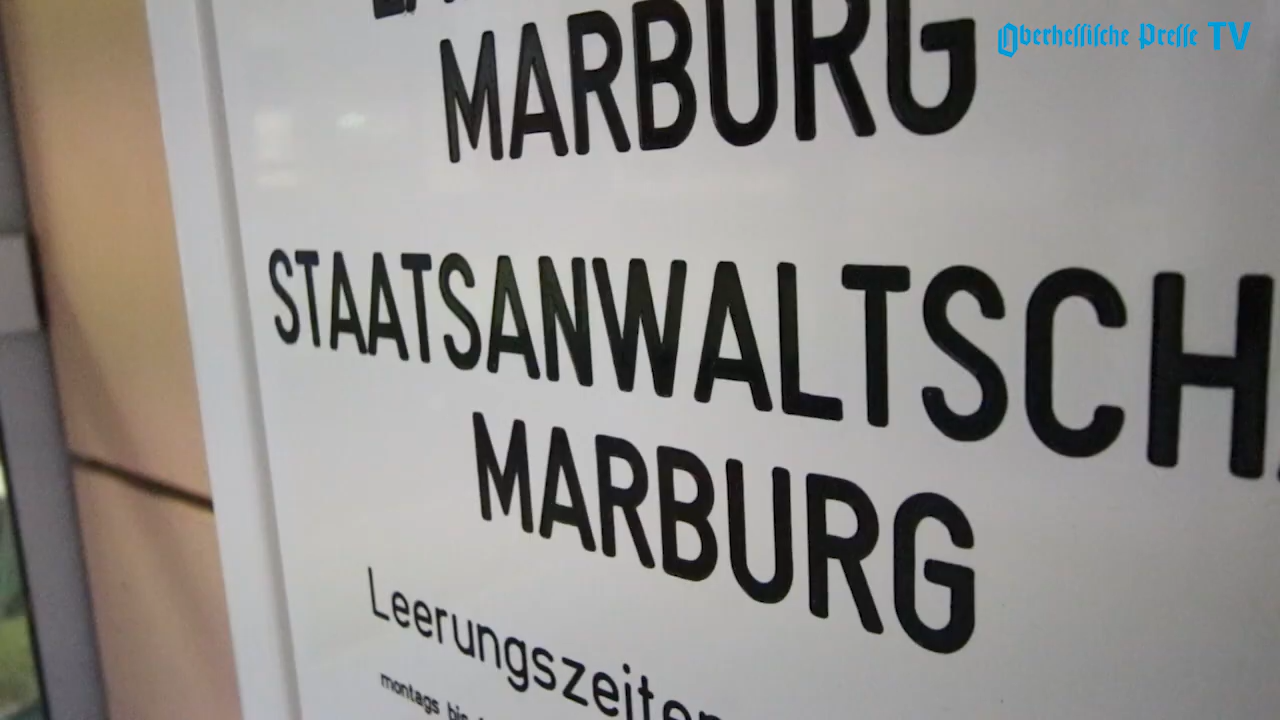 Oberhessische Presse TV
MARBURG
STAATSANWALTSCH
MARBURG
Leerungszeiten
montags bis